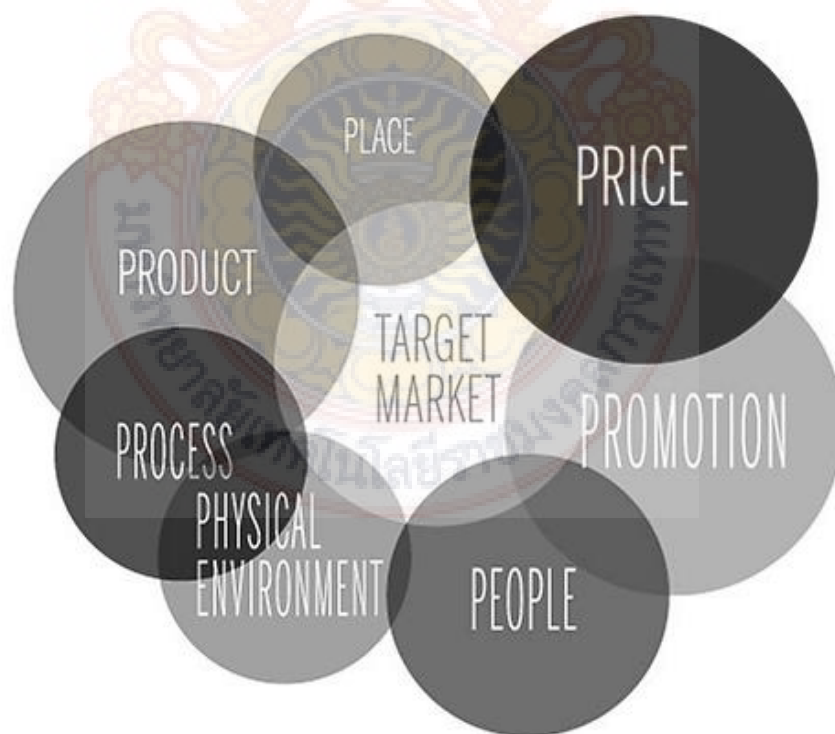 PLACE
PRICE
PRODUCT
TARGET
MARKET
PROMOTION
PROCESS
PHYSICAL
ENVIRONMENT
PEOPLE